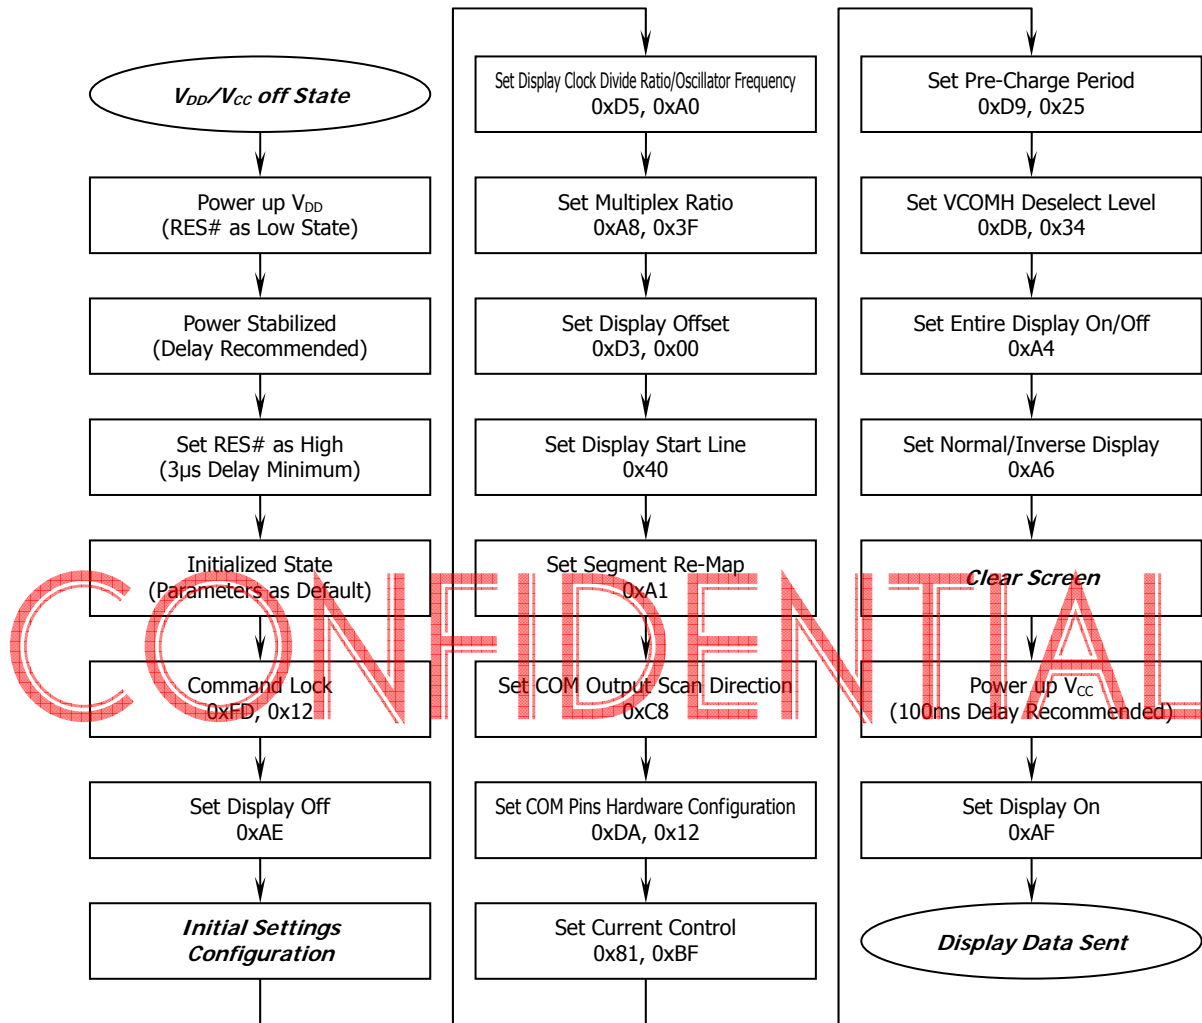 V_DD/V_CC off State
Power up V_DD
(RES# as Low State)
Power Stabilized
(Delay Recommended)
Set RES# as High
(3μs Delay Minimum)
Initialized State
(Parameters as Default)
Command Lock
0xFD, 0x12
Set Display Off
0xAE
Initial Settings
Configuration
Set Display Clock Divide Ratio/Oscillator Frequency
0xD5, 0xA0
Set Multiplex Ratio
0xA8, 0x3F
Set Display Offset
0xD3, 0x00
Set Display Start Line
0x40
Set Segment Re-Map
0xA1
Set COM Output Scan Direction
0xC8
Set COM Pins Hardware Configuration
0xDA, 0x12
Set Current Control
0x81, 0xBF
Set Pre-Charge Period
0xD9, 0x25
Set VCOMH Deselect Level
0xDB, 0x34
Set Entire Display On/Off
0xA4
Set Normal/Inverse Display
0xA6
Clear Screen
Power up V_CC
(100ms Delay Recommended)
Set Display On
0xAF
Display Data Sent
CONFIDENTIAL